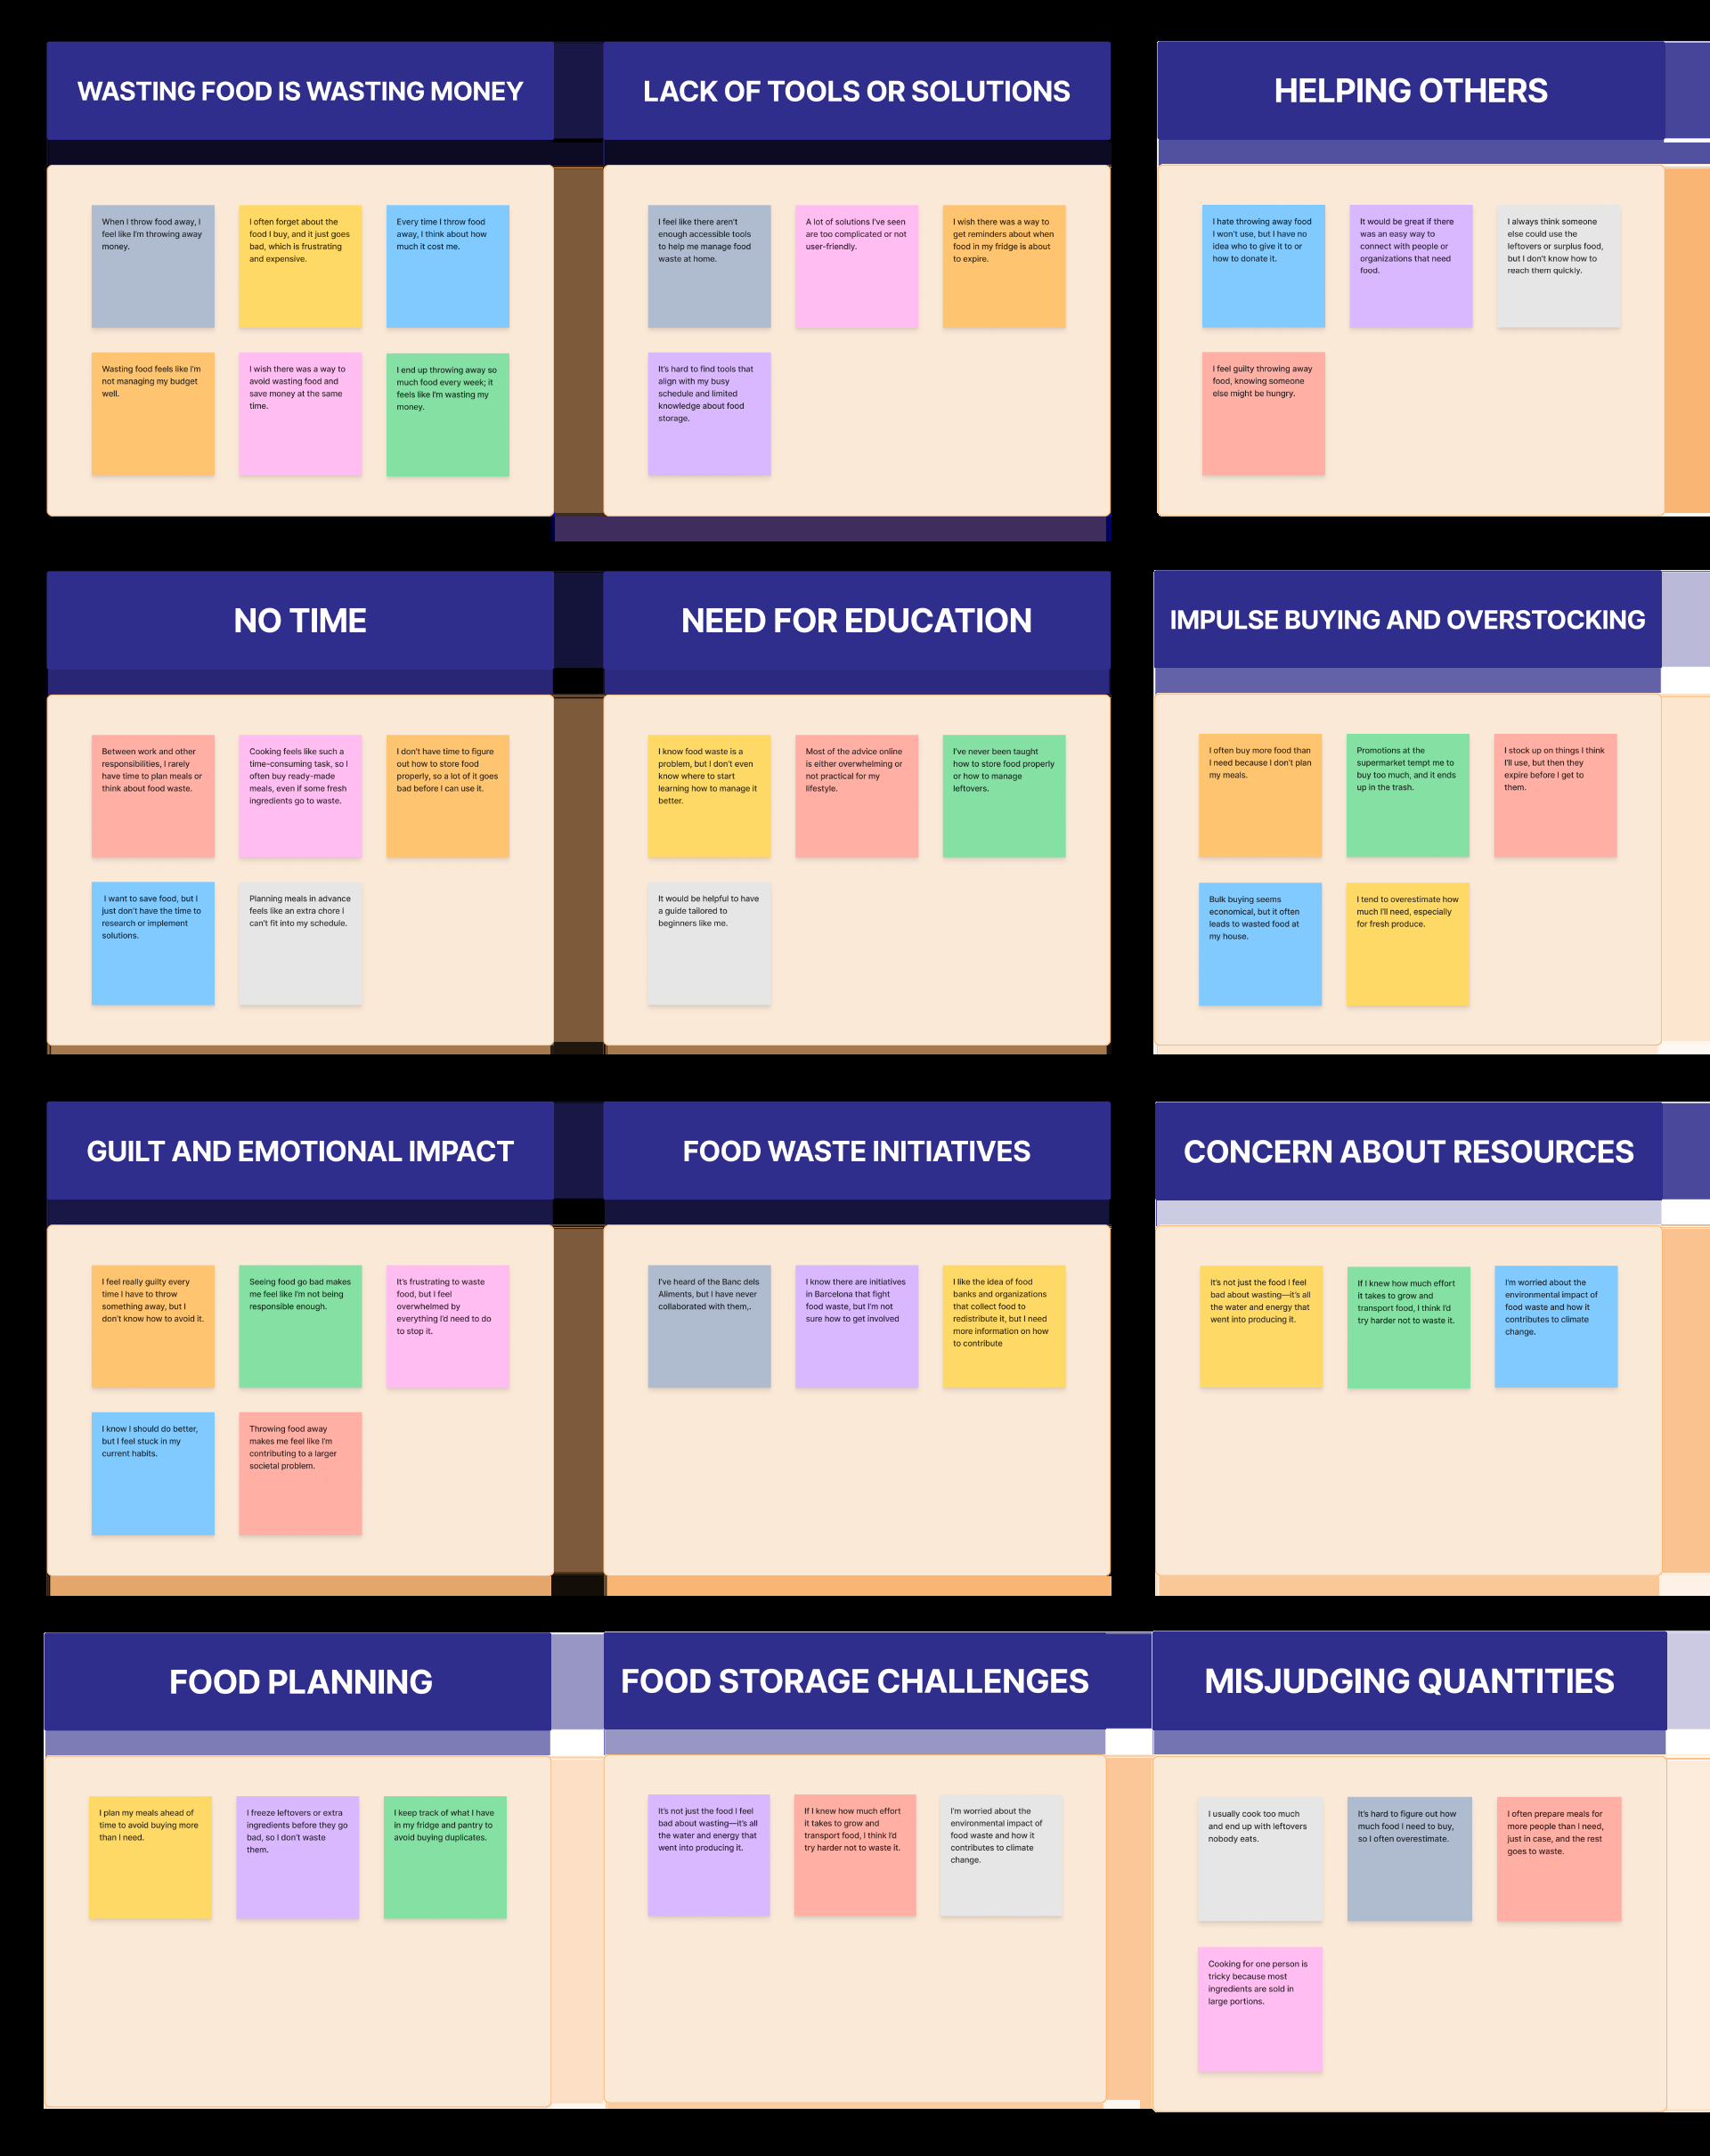 WASTING FOOD IS WASTING MONEY
When I throw food away, I
feel like I'm throwing away
money.
I often forget about the
food I buy, and it just goes
bad, which is frustrating
and expensive.
Every time I throw food
away, I think about how
much it cost me.
Wasting food feels like I'm
not managing my budget
well.
I wish there was a way to
avoid wasting food and
save money at the same
time.
I end up throwing away so
much food every week; it
feels like I'm wasting my
money.
LACK OF TOOLS OR SOLUTIONS
I feel like there aren't
enough accessible tools
to help me manage food
waste at home.
A lot of solutions I've seen
are too complicated or not
user-friendly.
I wish there was a way to
get reminders about when
food in my fridge is about
to expire.
It's hard to find tools that
align with my busy
schedule and limited
knowledge about food
storage.
HELPING OTHERS
I hate throwing away food
I won't use, but I have no
idea who to give it to or
how to donate it.
It would be great if there
was an easy way to
connect with people or
organizations that need
food.
I always think someone
else could use the
leftovers or surplus food,
but I don't know how to
reach them quickly.
I feel guilty throwing away
food, knowing someone
else might be hungry.
NO TIME
Between work and other
responsibilities, I rarely
have time to plan meals or
think about food waste.
Cooking feels like such a
time-consuming task, so I
often buy ready-made
meals, even if some fresh
ingredients go to waste.
I don't have time to figure
out how to store food
properly, so a lot of it goes
bad before I can use it.
I want to save food, but I
just don't have the time to
research or implement
solutions.
Planning meals in advance
feels like an extra chore I
can't fit into my schedule.
NEED FOR EDUCATION
I know food waste is a
problem, but I don't even
know where to start
learning how to manage it
better.
Most of the advice online
is either overwhelming or
not practical for my
lifestyle.
I've never been taught
how to store food properly
or how to manage
leftovers.
It would be helpful to have
a guide tailored to
beginners like me.
IMPULSE BUYING AND OVERSTOCKING
I often buy more food than
I need because I don't plan
my meals.
Promotions at the
supermarket tempt me to
buy too much, and it ends
up in the trash.
I stock up on things I think
I'll use, but then they
expire before I get to
them.
Bulk buying seems
economical, but it often
leads to wasted food at
my house.
I tend to overestimate how
much I'll need, especially
for fresh produce.
GUILT AND EMOTIONAL IMPACT
I feel really guilty every
time I have to throw
something away, but I
don't know how to avoid it.
Seeing food go bad makes
me feel like I'm not being
responsible enough.
It's frustrating to waste
food, but I feel
overwhelmed by
everything I'd need to do
to stop it.
I know I should do better,
but I feel stuck in my
current habits.
Throwing food away
makes me feel like I'm
contributing to a larger
societal problem.
FOOD WASTE INITIATIVES
I've heard of the Banc dels
Aliments, but I have never
collaborated with them,.
I know there are initiatives
in Barcelona that fight
food waste, but I'm not
sure how to get involved
I like the idea of food
banks and organizations
that collect food to
redistribute it, but I need
more information on how
to contribute
CONCERN ABOUT RESOURCES
It's not just the food I feel
bad about wasting—it's all
the water and energy that
went into producing it.
If I knew how much effort
it takes to grow and
transport food, I think I'd
try harder not to waste it.
I'm worried about the
environmental impact of
food waste and how it
contributes to climate
change.
FOOD PLANNING
I plan my meals ahead of
time to avoid buying more
than I need.
I freeze leftovers or extra
ingredients before they go
bad, so I don't waste
them.
I keep track of what I have
in my fridge and pantry to
avoid buying duplicates.
FOOD STORAGE CHALLENGES
It's not just the food I feel
bad about wasting—it's all
the water and energy that
went into producing it.
If I knew how much effort
it takes to grow and
transport food, I think I'd
try harder not to waste it.
I'm worried about the
environmental impact of
food waste and how it
contributes to climate
change.
MISJUDGING QUANTITIES
I usually cook too much
and end up with leftovers
nobody eats.
It's hard to figure out how
much food I need to buy,
so I often overestimate.
I often prepare meals for
more people than I need,
just in case, and the rest
goes to waste.
Cooking for one person is
tricky because most
ingredients are sold in
large portions.